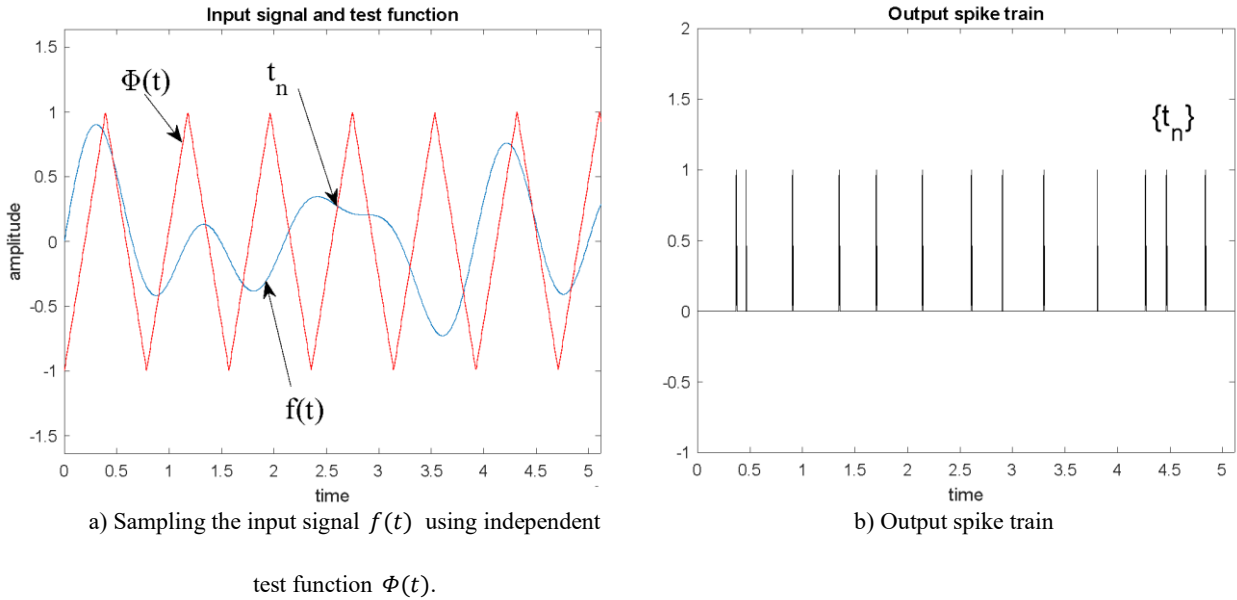 Input signal and test function
1.5
1
0.5
0
-0.5
-1
-1.5
amplitude
Φ(t)
t_n
f(t)
0 0.5 1 1.5 2 2.5 3 3.5 4 4.5 5
time
a) Sampling the input signal f(t) using independent
test function Φ(t).
Output spike train
2
1.5
1
0.5
0
-0.5
-1
{t_n}
0 0.5 1 1.5 2 2.5 3 3.5 4 4.5 5
time
b) Output spike train